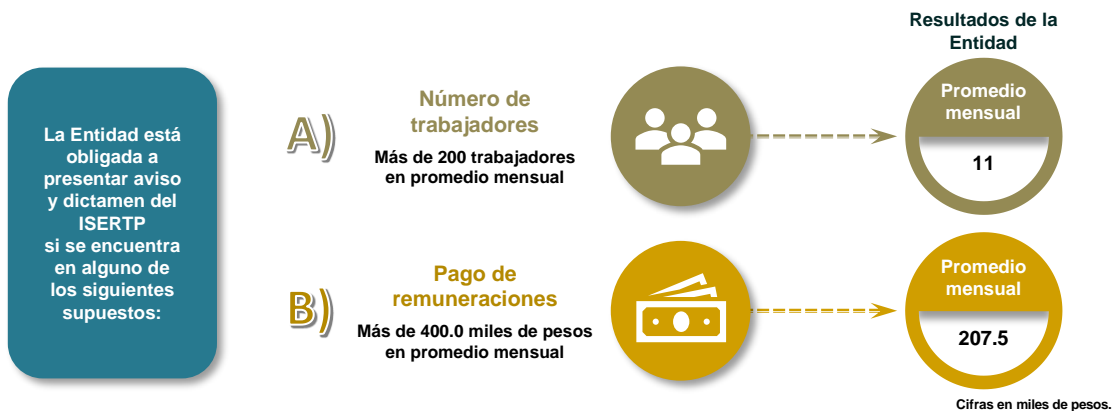 Resultados de la
Entidad
La Entidad está
obligada a
presentar aviso
y dictamen del
ISERTP
si se encuentra
en alguno de
los siguientes
supuestos:
A)
Número de
trabajadores
Más de 200 trabajadores
en promedio mensual
Promedio
mensual
11
B)
Pago de
remuneraciones
Más de 400.0 miles de pesos
en promedio mensual
Promedio
mensual
207.5
Cifras en miles de pesos.